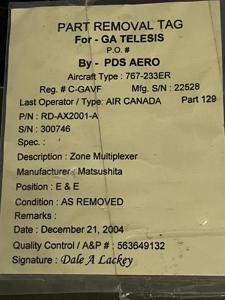 PART REMOVAL TAG
For - GA TELESIS
P.O. #
By - PDS AERO
Aircraft Type : 767-233ER
Reg. # : C-GAVF Mfg. S/N : 22528
Last Operator / Type: AIR CANADA Part 129
P/N : RD-AX2001-A
S/N : 300746
Spec. :
Description : Zone Multiplexer
Manufacturer : Matsushita
Position : E & E
Condition : AS REMOVED
Remarks :
Date : December 21, 2004
Quality Control / A&P # : 563649132
Signature : Dale A Lackey